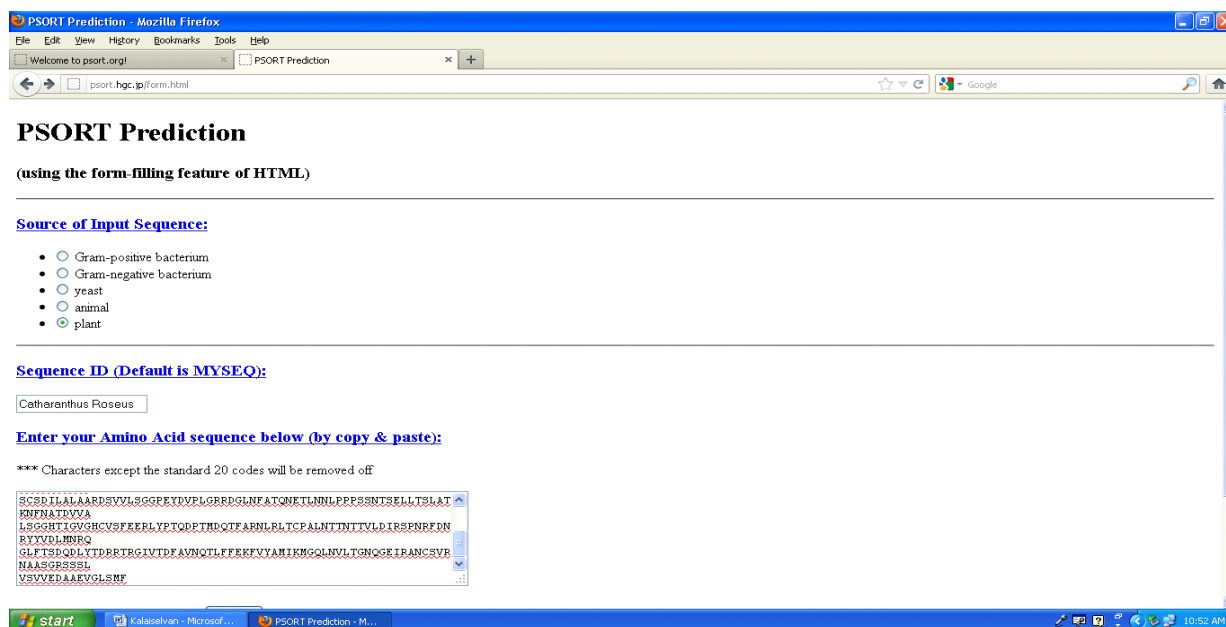 PSORT Prediction - Mozilla Firefox
File Edit View History Bookmarks Tools Help
Welcome to psort.org! × PSORT Prediction × +
psort.hgc.jp/form.html Google
PSORT Prediction
(using the form-filling feature of HTML)
Source of Input Sequence:
Gram-positive bacterium
Gram-negative bacterium
yeast
animal
plant
Sequence ID (Default is MYSEQ):
Catharanthus Roseus
Enter your Amino Acid sequence below (by copy & paste):
*** Characters except the standard 20 codes will be removed off
SCSDILALAARDSVVLSGGPEYDVPLGRRDGLNFATQNETLNNLPPPSSNTSELLTSLAT
KNFNATDVVA
LSGGHTIGVGHCVSFEERLYPTQDPTMDQTFARNLRLTCPALNTTNTTVLDIRSPNRFDN
RYYVDLMNRQ
GLFTSDQDLYTDRRTRGIVTDFAVNQTLFFEKFVYAMIKMGQLNVLTGNQGEIRANCSVR
NAASGRSSSL
VSVVEDAAEVGLSMF
start Kalaiselvan - Microsof... PSORT Prediction - M... 10:52 AM